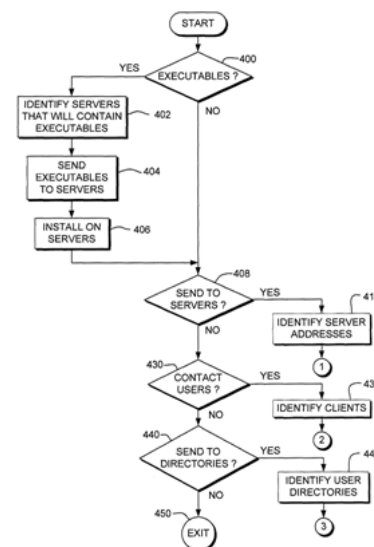 START
400
EXECUTABLES ?
YES
NO
IDENTIFY SERVERS
THAT WILL CONTAIN
EXECUTABLES
402
SEND
EXECUTABLES
TO SERVERS
404
INSTALL ON
SERVERS
406
408
SEND TO
SERVERS ?
YES
NO
41
IDENTIFY SERVER
ADDRESSES
1
430
CONTACT
USERS ?
YES
NO
43
IDENTIFY CLIENTS
2
440
SEND TO
DIRECTORIES ?
YES
NO
44
IDENTIFY USER
DIRECTORIES
3
450
EXIT